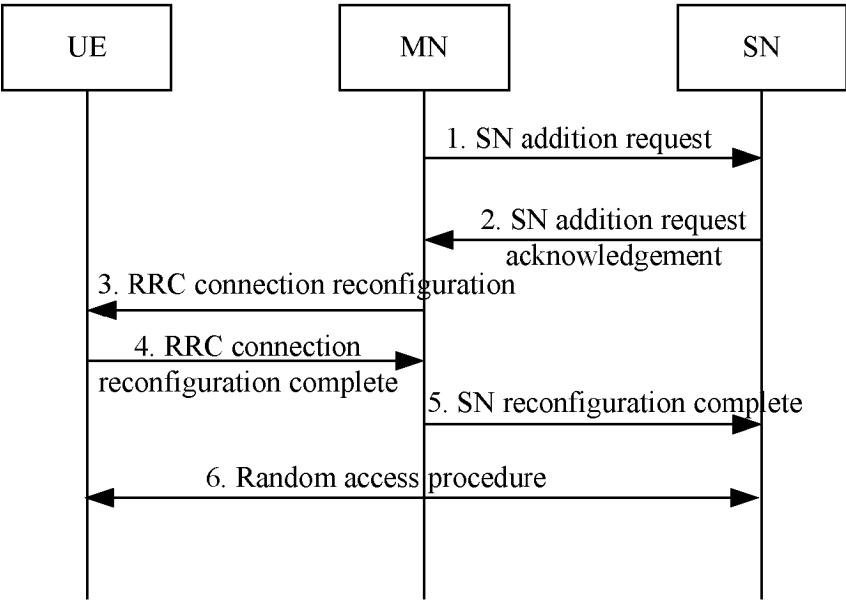 UE
MN
SN
1. SN addition request
2. SN addition request
acknowledgement
3. RRC connection reconfiguration
4. RRC connection
reconfiguration complete
5. SN reconfiguration complete
6. Random access procedure